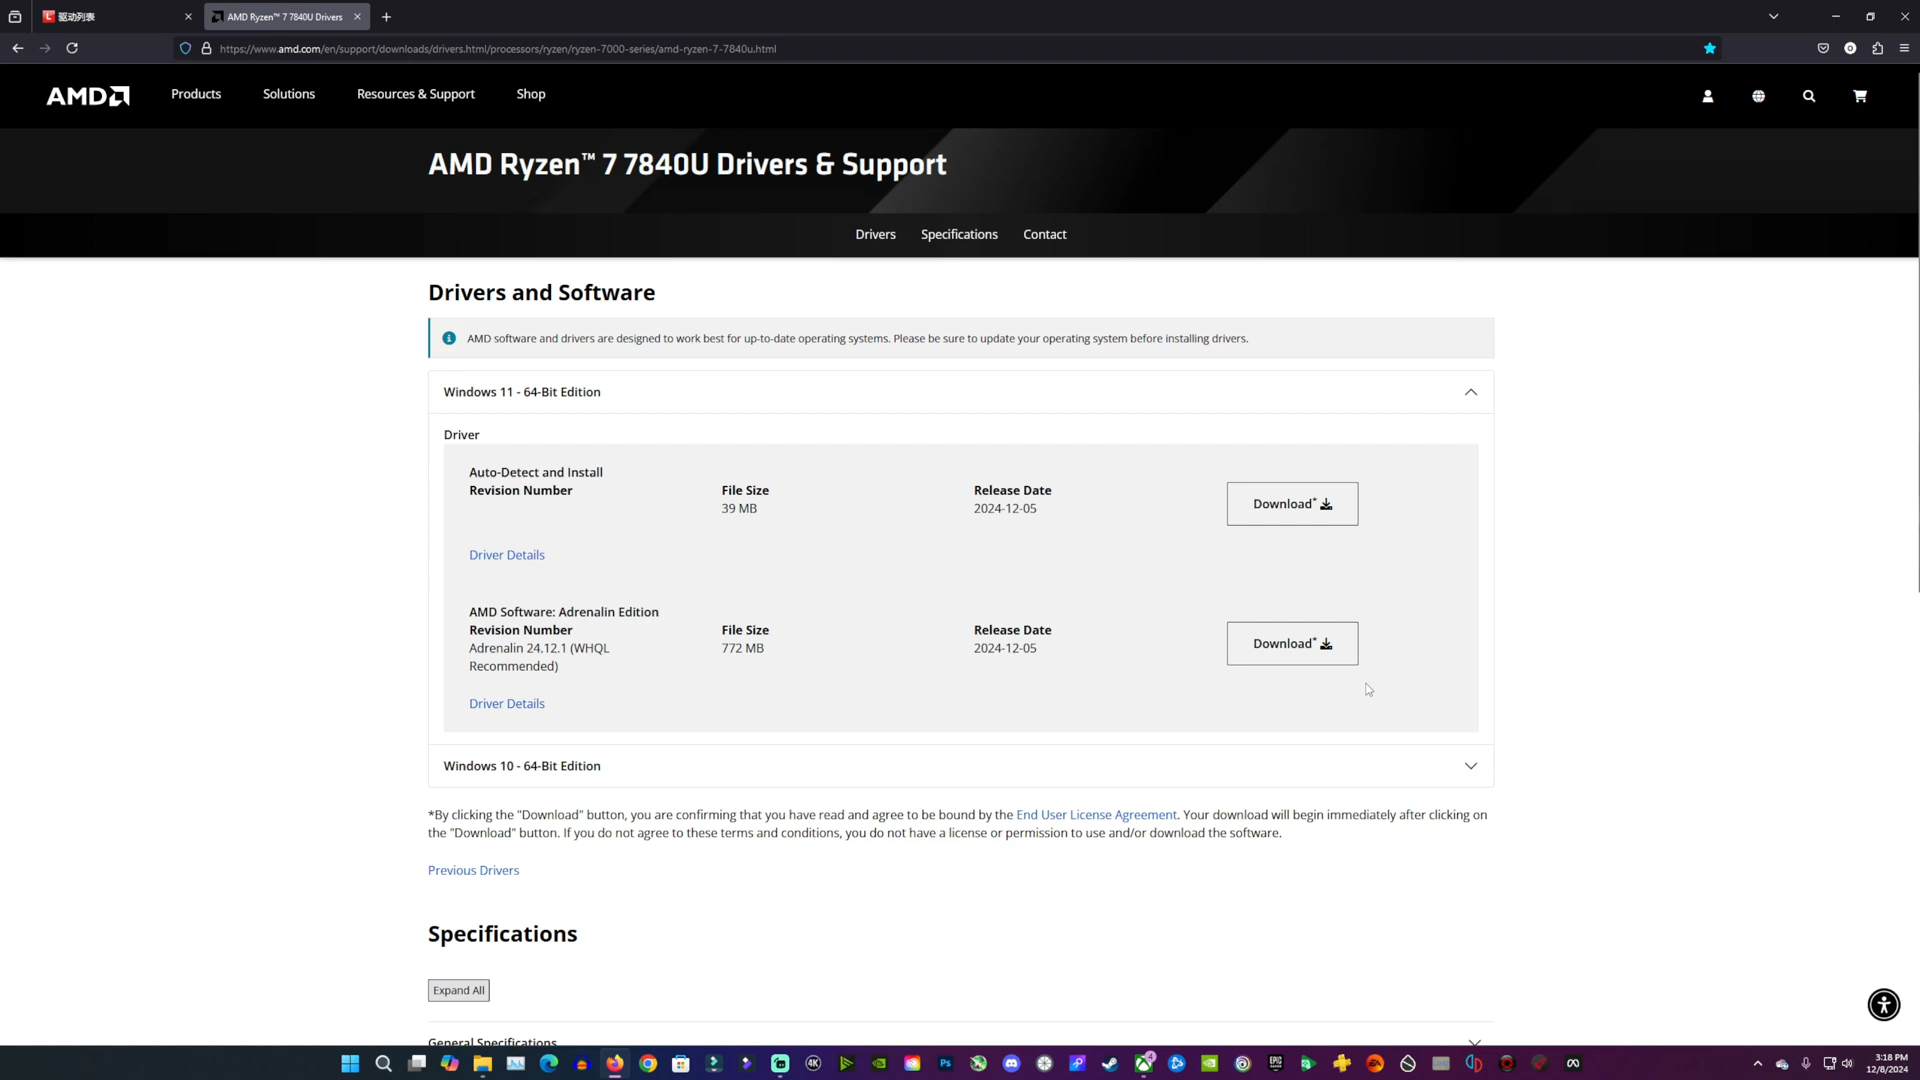 驱动列表
AMD Ryzen™ 7 7840U Drivers
https://www.amd.com/en/support/downloads/drivers.html/processors/ryzen/ryzen-7000-series/amd-ryzen-7-7840u.html
AMD
Products
Solutions
Resources & Support
Shop
AMD Ryzen™ 7 7840U Drivers & Support
Drivers
Specifications
Contact
Drivers and Software
AMD software and drivers are designed to work best for up-to-date operating systems. Please be sure to update your operating system before installing drivers.
Windows 11 - 64-Bit Edition
Driver
Auto-Detect and Install
Revision Number
File Size
39 MB
Release Date
2024-12-05
Download*
Driver Details
AMD Software: Adrenalin Edition
Revision Number
Adrenalin 24.12.1 (WHQL
Recommended)
File Size
772 MB
Release Date
2024-12-05
Download*
Driver Details
Windows 10 - 64-Bit Edition
*By clicking the "Download" button, you are confirming that you have read and agree to be bound by the End User License Agreement. Your download will begin immediately after clicking on
the "Download" button. If you do not agree to these terms and conditions, you do not have a license or permission to use and/or download the software.
Previous Drivers
Specifications
Expand All
General Specifications
4K
Ps
EPIC
EA
4
3:18 PM
12/8/2024